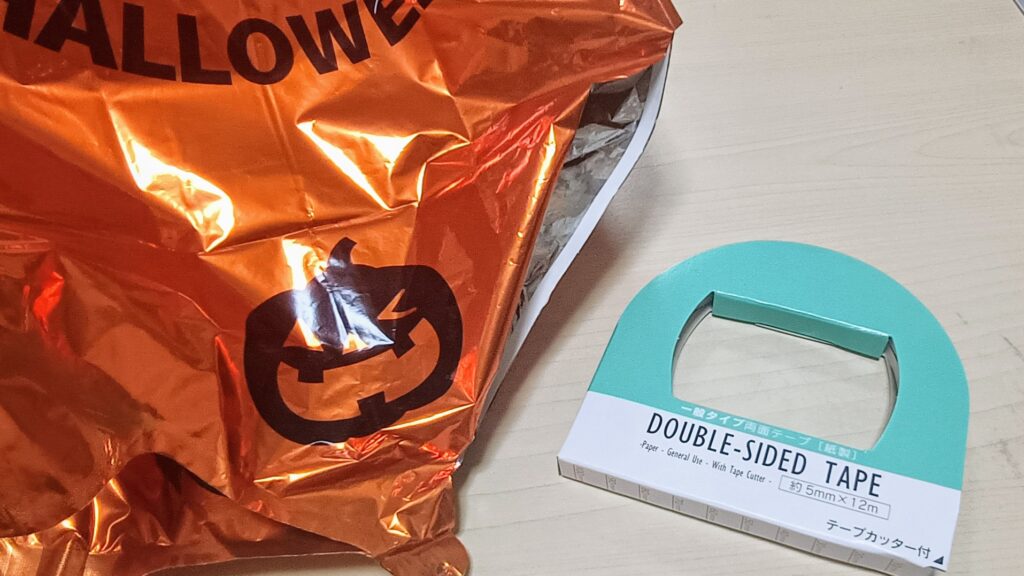 HALLOWE
一般タイプ両面テープ［紙製］
DOUBLE-SIDED TAPE
-Paper - General Use - With Tape Cutter -
約5mm×12m
テープカッター付